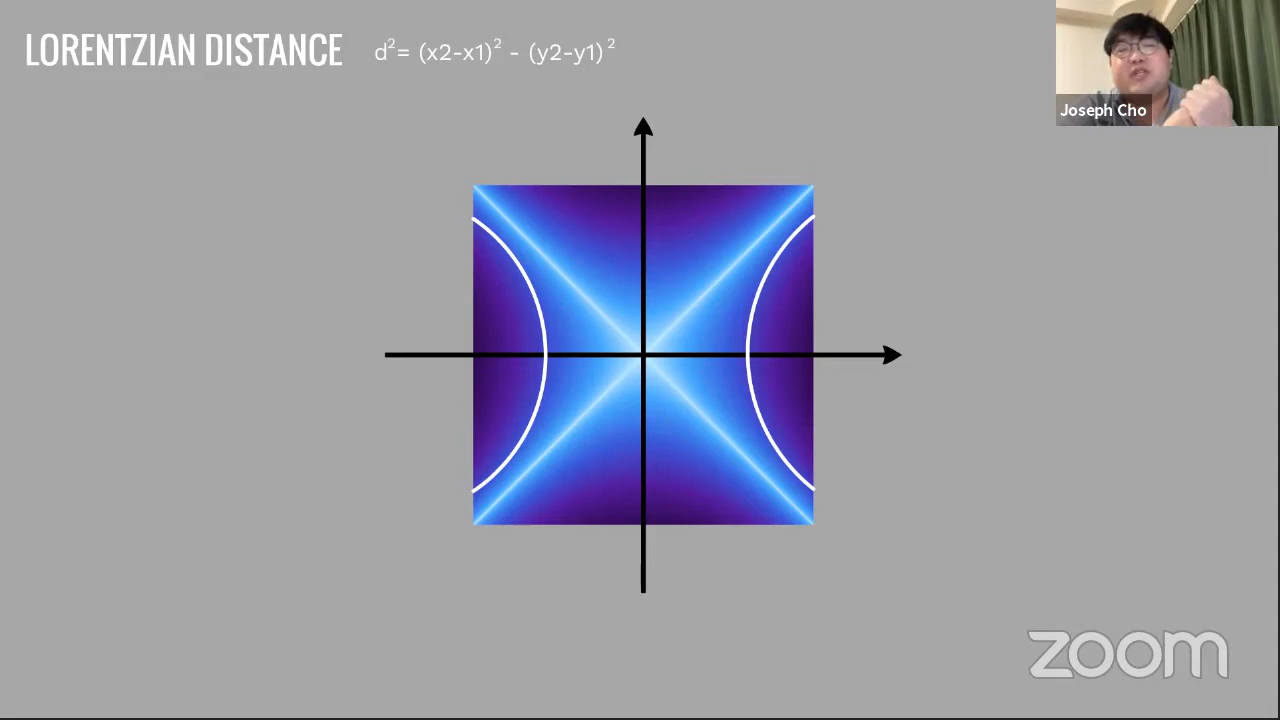 LORENTZIAN DISTANCE d²= (x2-x1)² - (y2-y1)²
Joseph Cho
zoom